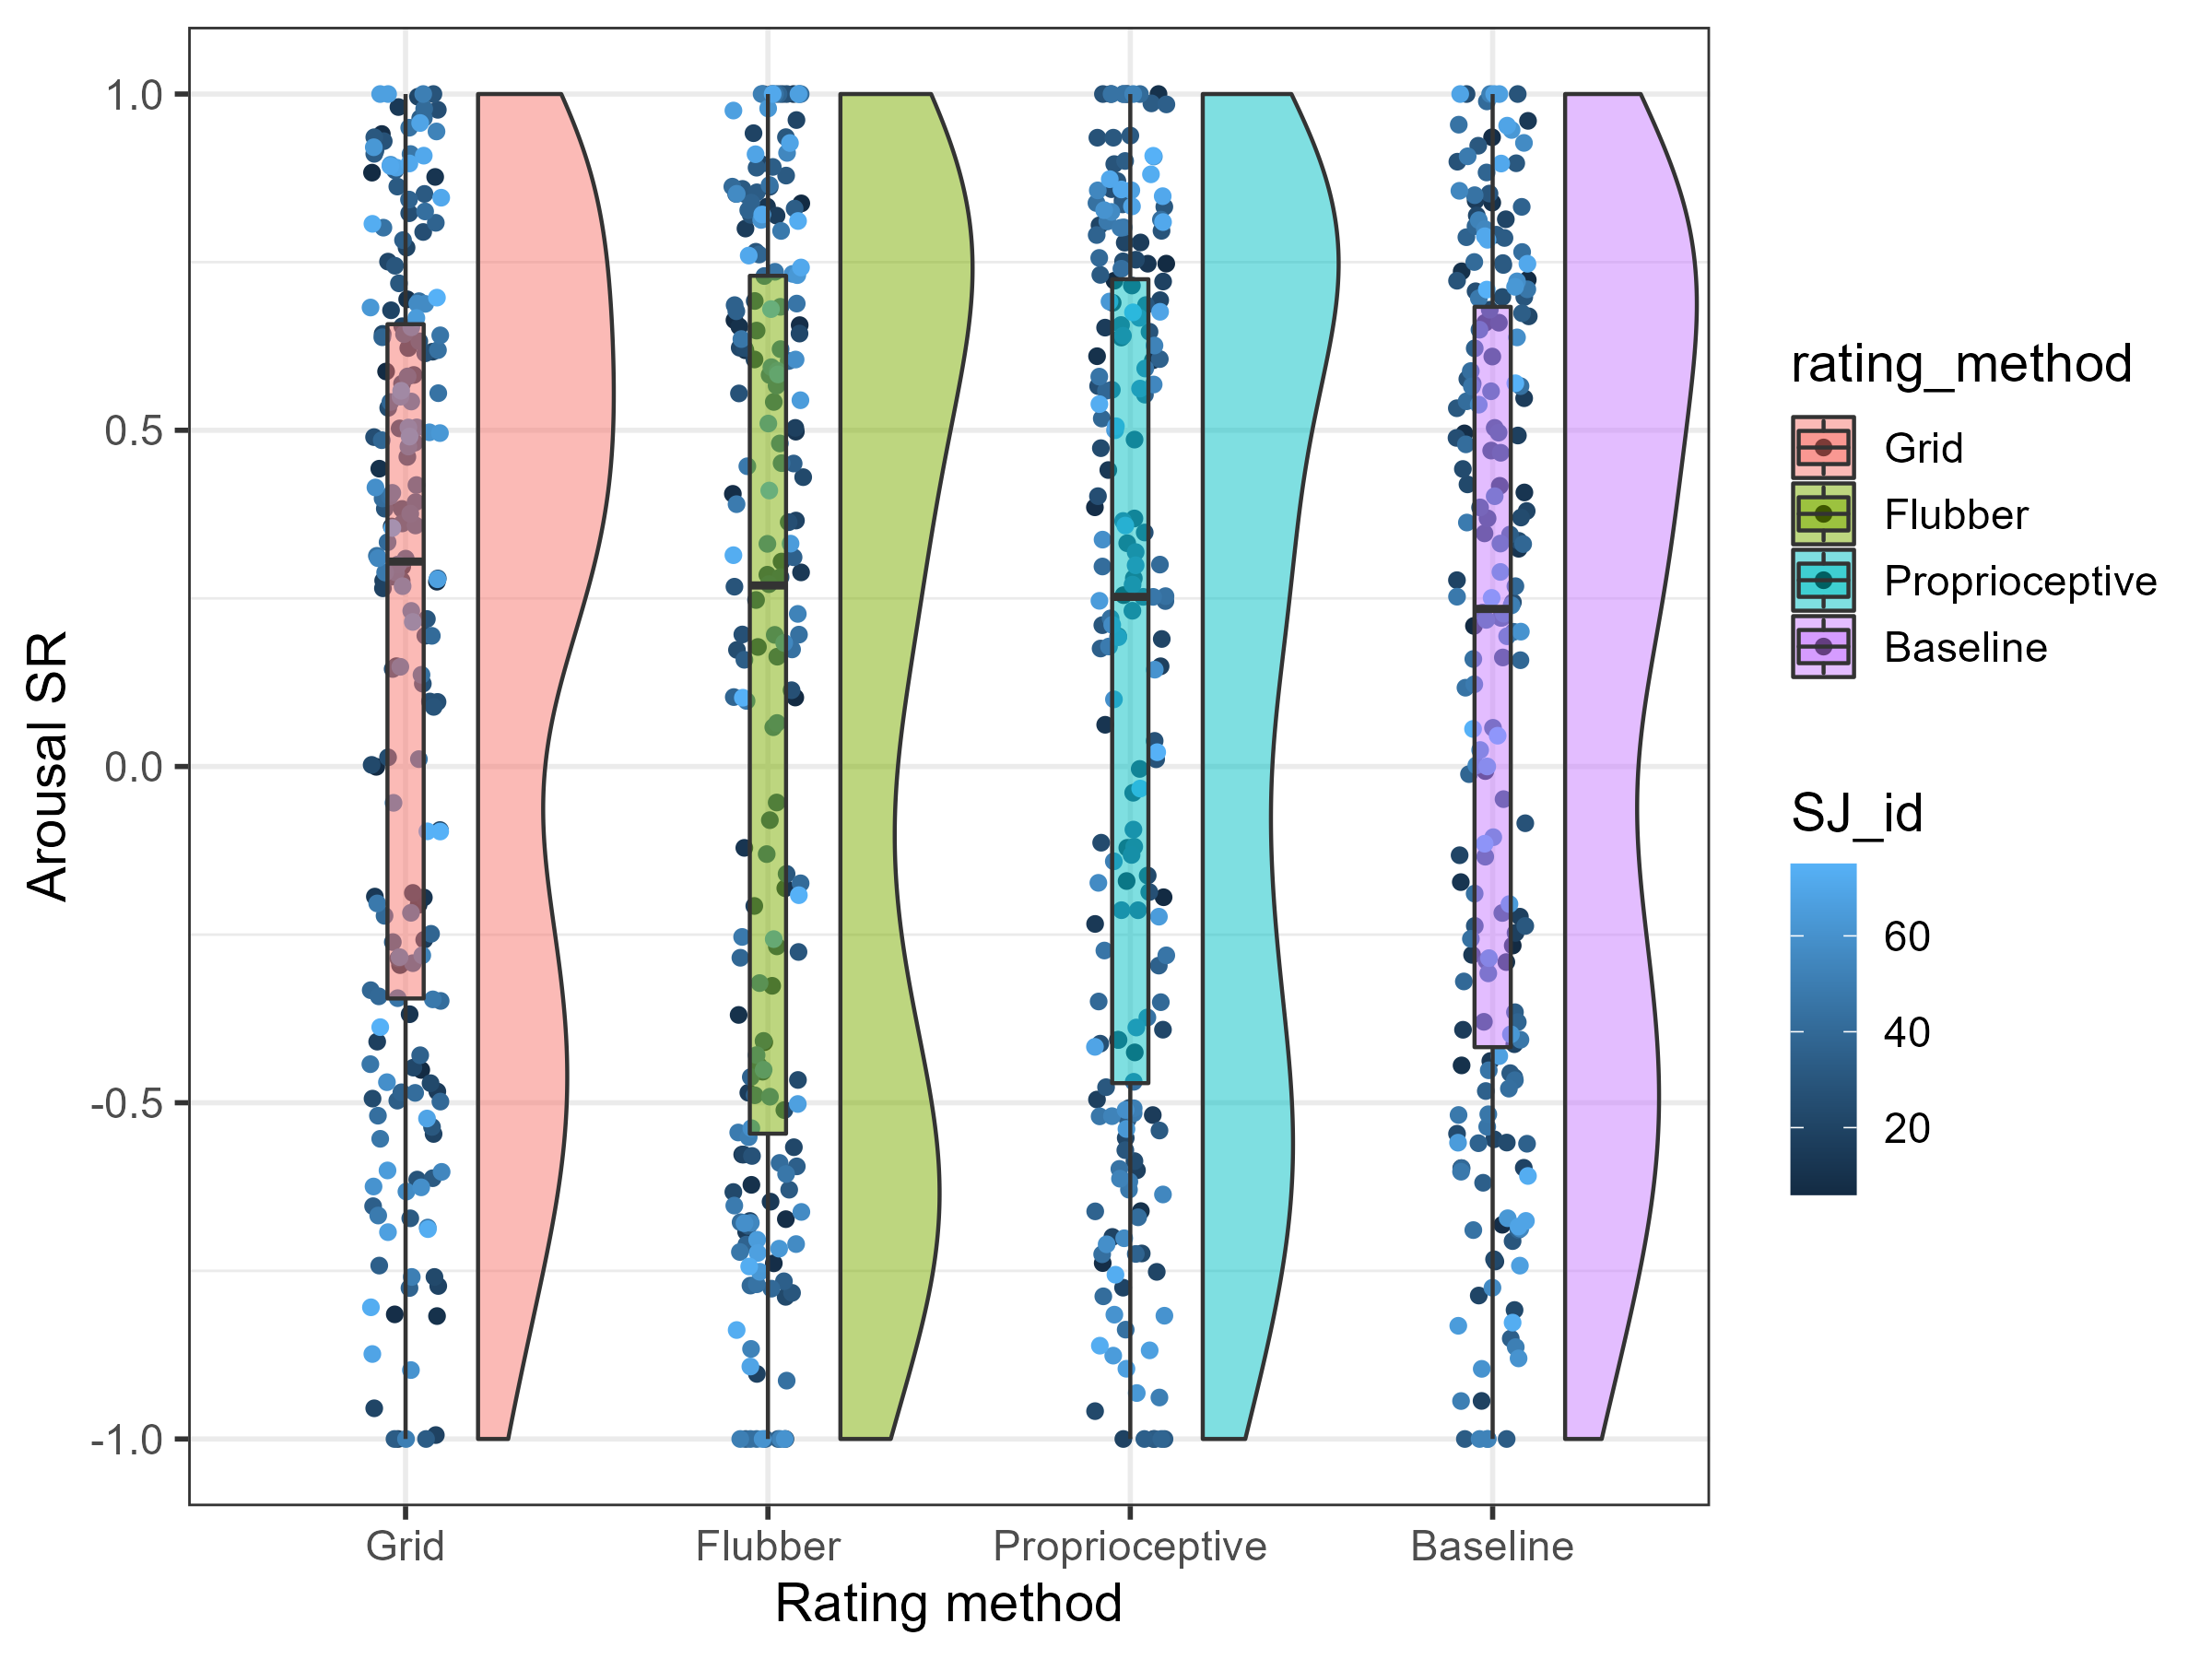 Arousal SR
1.0
0.5
0.0
-0.5
-1.0
Grid
Flubber
Proprioceptive
Baseline
Rating method
rating_method
Grid
Flubber
Proprioceptive
Baseline
SJ_id
60
40
20